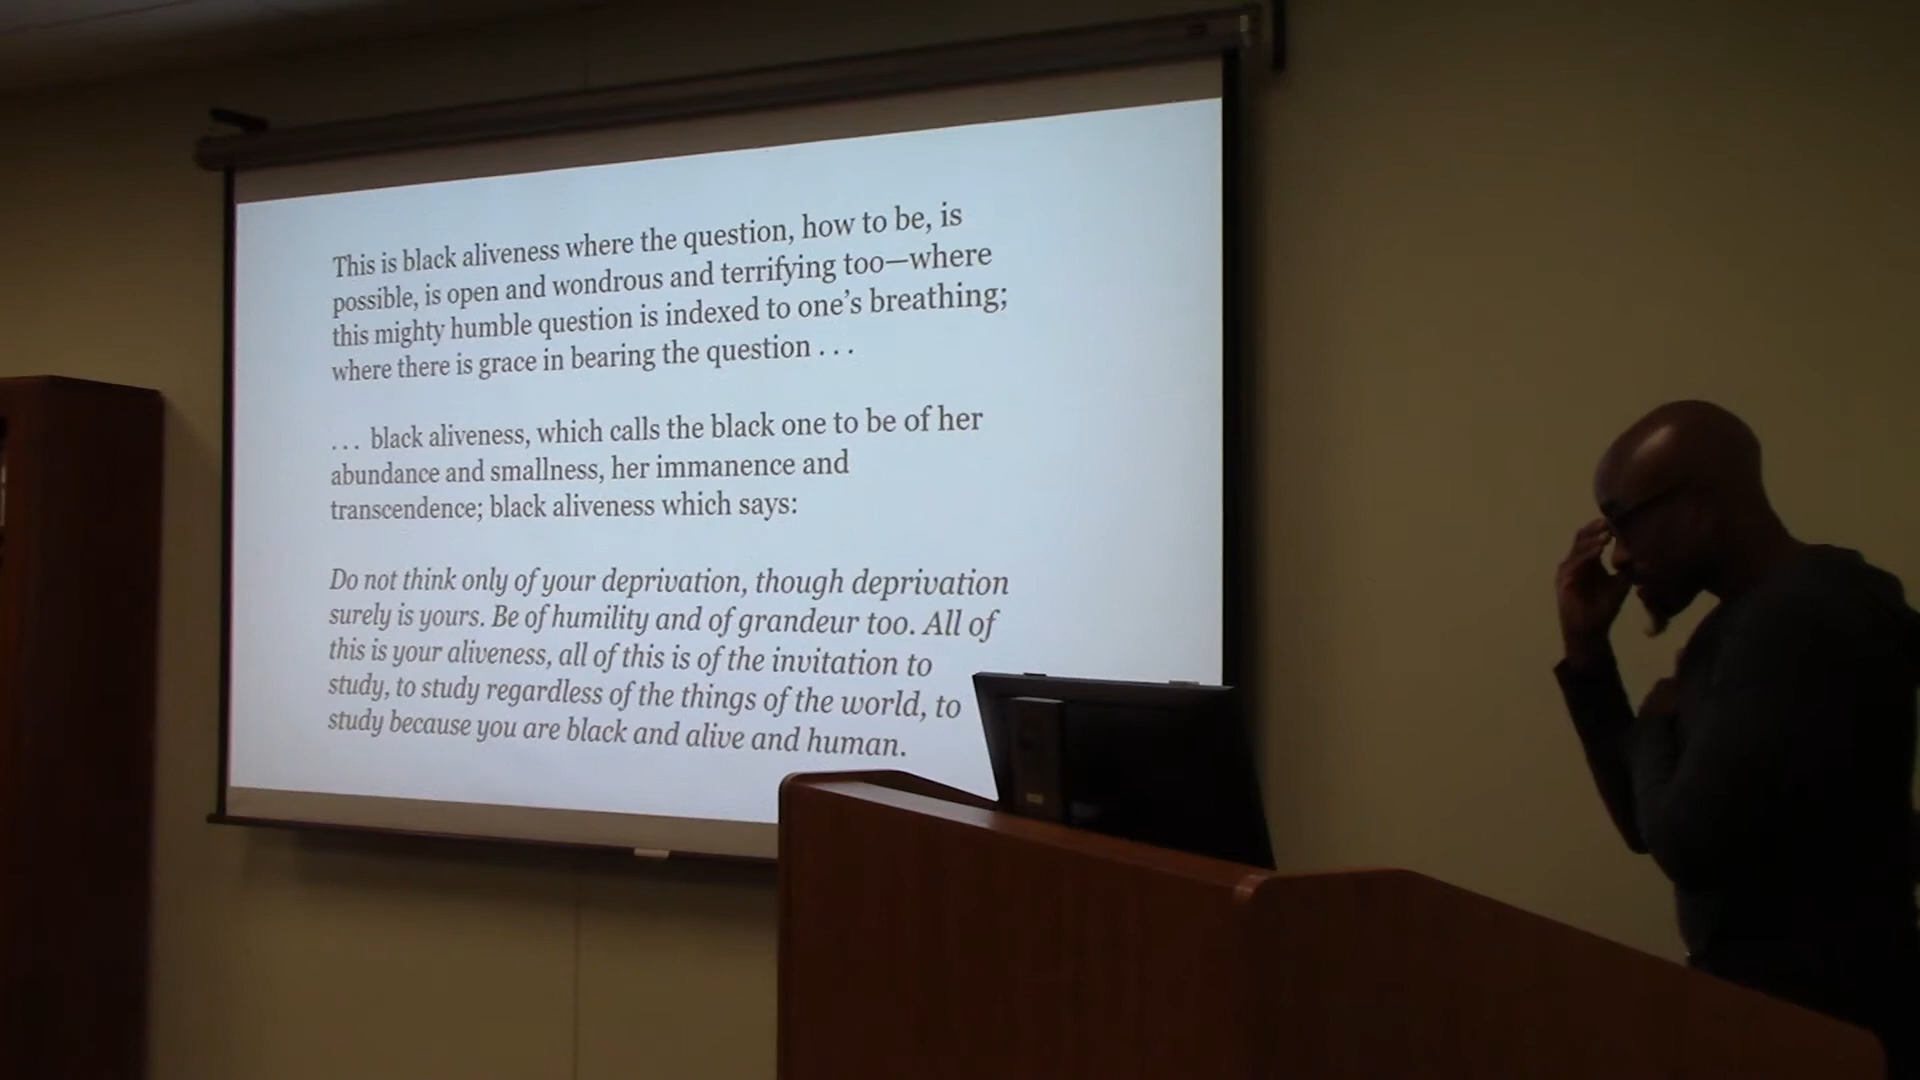 This is black aliveness where the question, how to be, is
possible, is open and wondrous and terrifying too—where
this mighty humble question is indexed to one’s breathing;
where there is grace in bearing the question . . .
. . . black aliveness, which calls the black one to be of her
abundance and smallness, her immanence and
transcendence; black aliveness which says:
Do not think only of your deprivation, though deprivation
surely is yours. Be of humility and of grandeur too. All of
this is your aliveness, all of this is of the invitation to
study, to study regardless of the things of the world, to
study because you are black and alive and human.